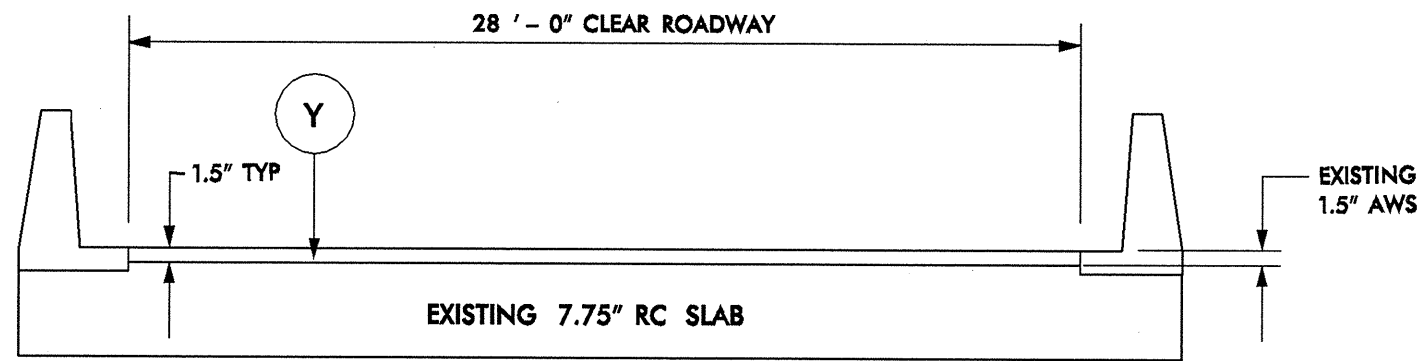 28 ' – 0" CLEAR ROADWAY
Y
1.5" TYP
EXISTING
1.5" AWS
EXISTING 7.75" RC SLAB